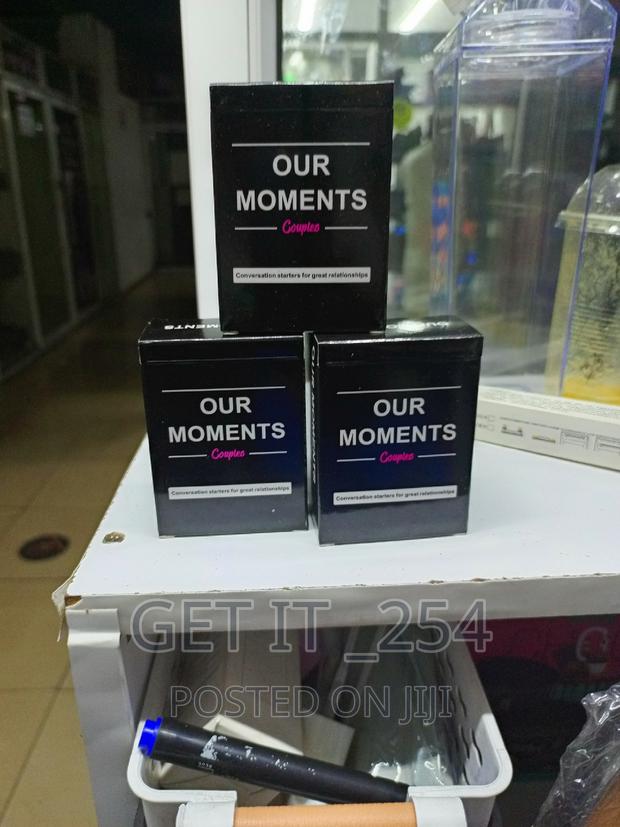 OUR
MOMENTS
Couples
Conversation starters for great relationships
MENTS
OUR
MOMENTS
Couples
Conversation starters for great relationships
OUR
MOMENTS
Couples
Conversation starters for great relationships
GET IT _254
POSTED ON JIJI